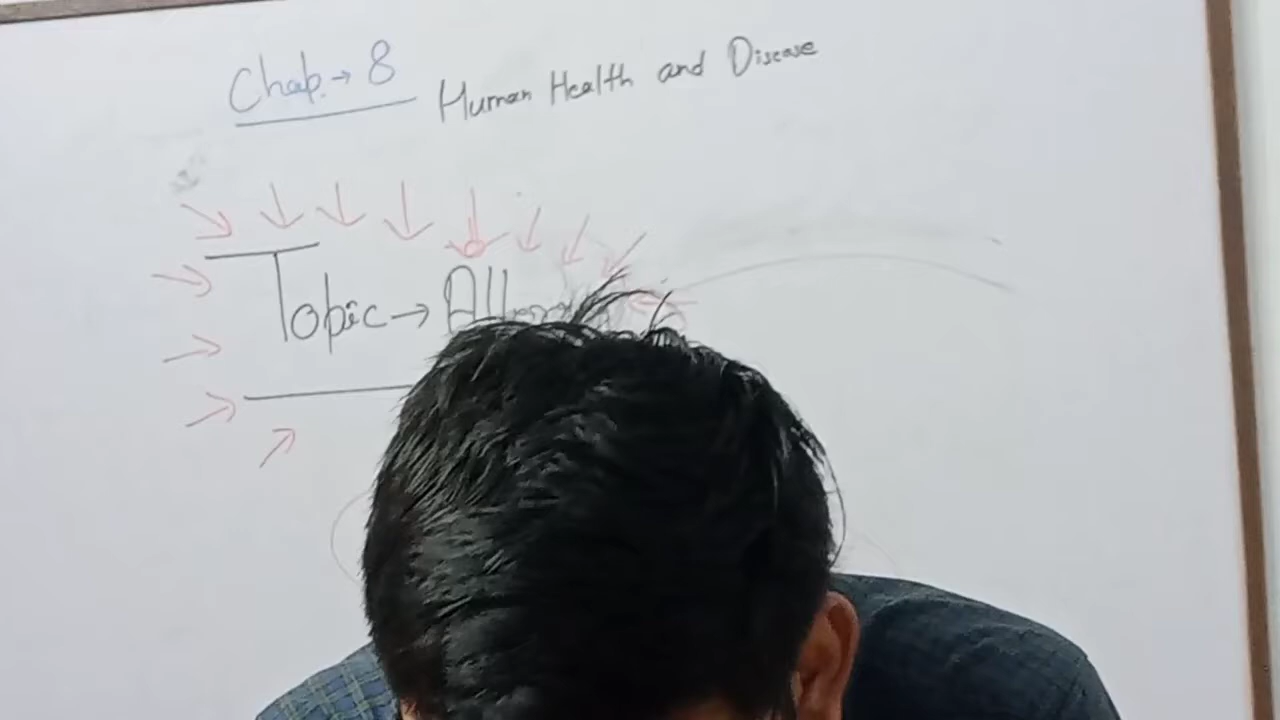 Chap. → 8 Human Health and Disease
Topic →